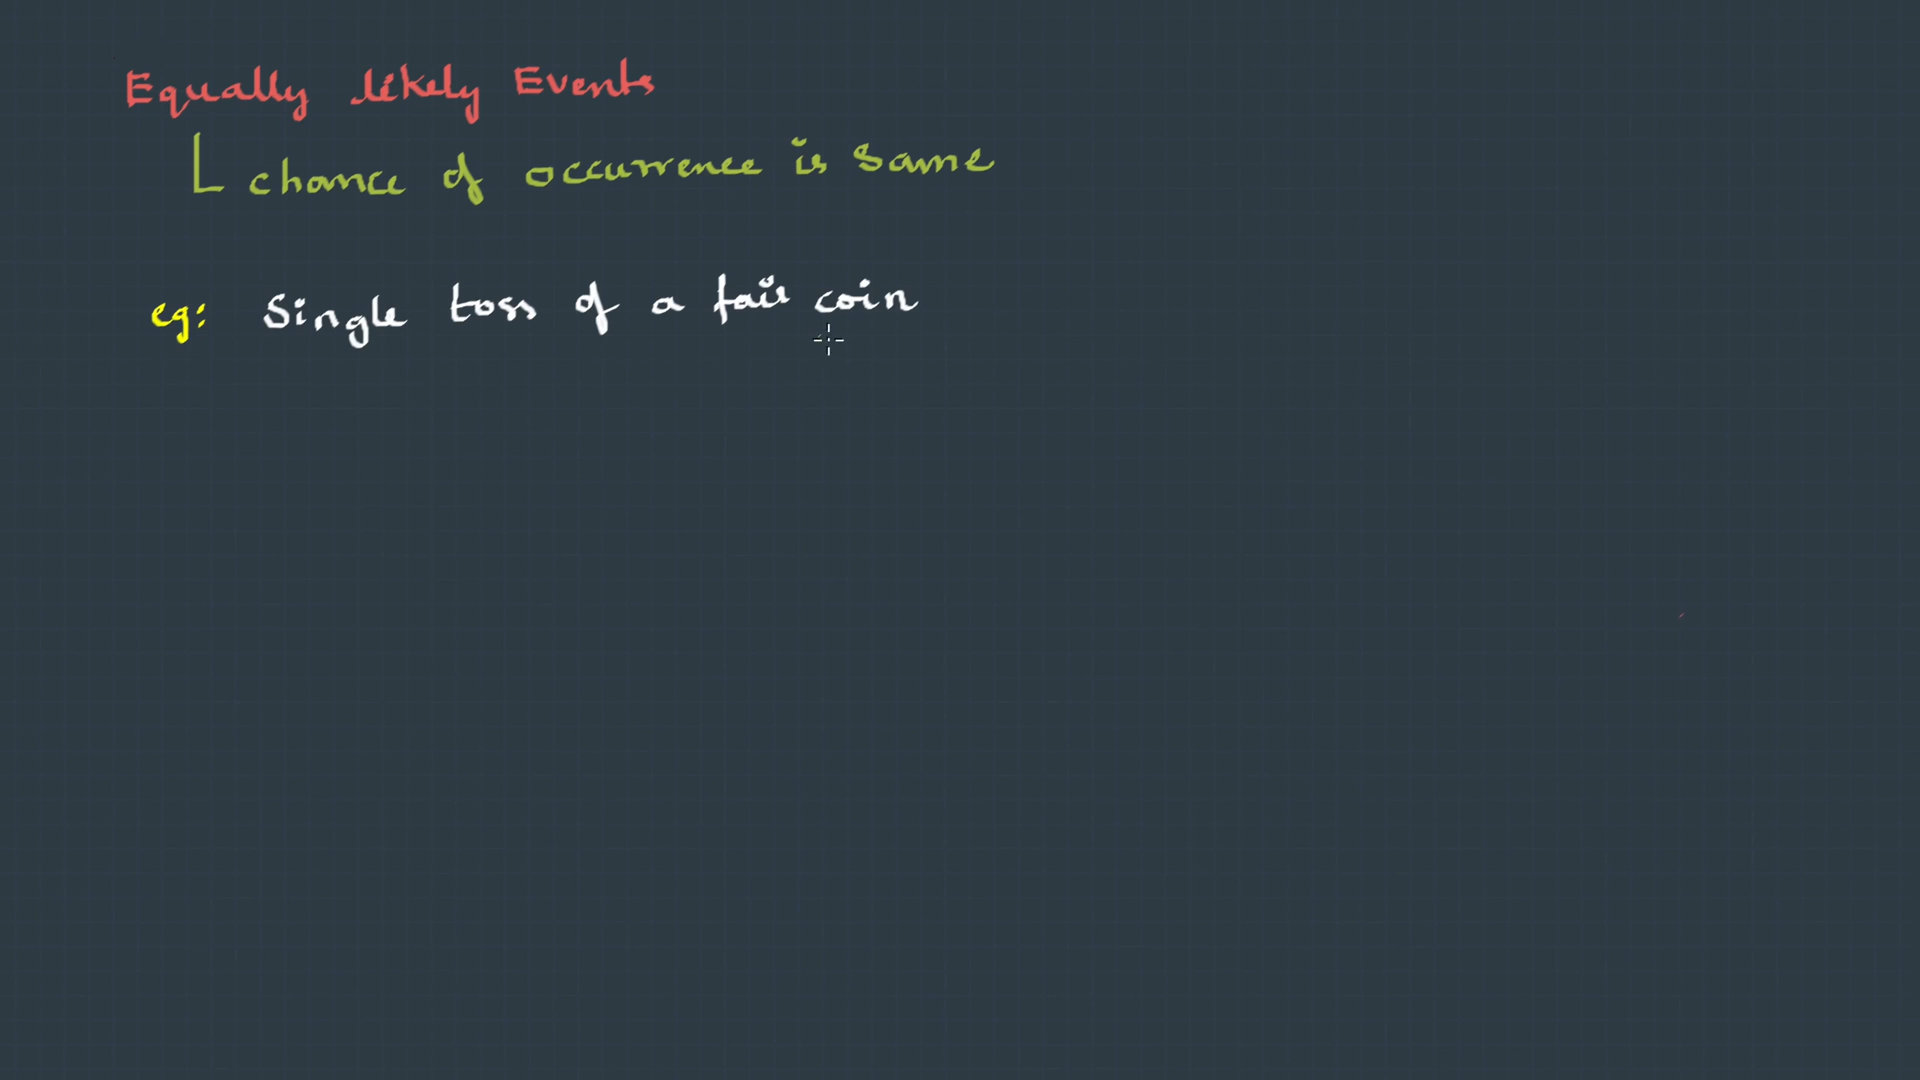 Equally likely Events
chance of occurrence is same
eg: Single toss of a fair coin